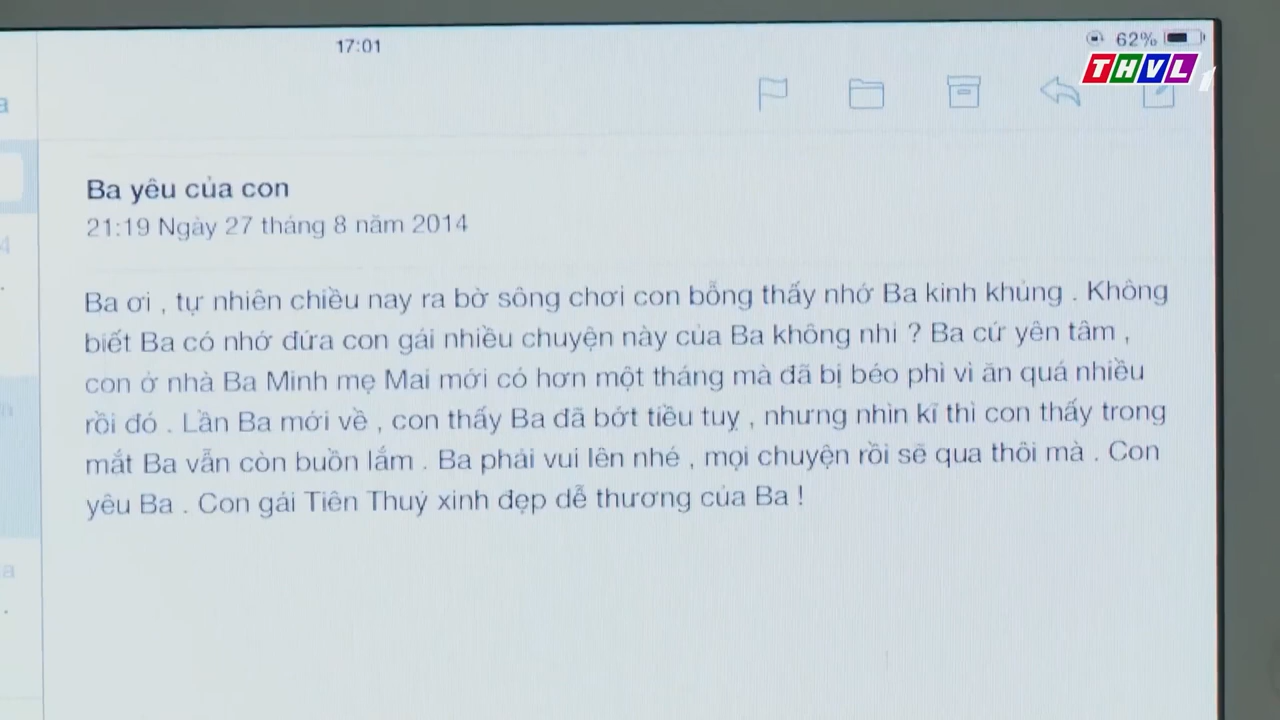 17:01
62%
THVL 1
Ba yêu của con
21:19 Ngày 27 tháng 8 năm 2014
Ba ơi , tự nhiên chiều nay ra bờ sông chơi con bỗng thấy nhớ Ba kinh khủng . Không
biết Ba có nhớ đứa con gái nhiều chuyện này của Ba không nhỉ ? Ba cứ yên tâm ,
con ở nhà Ba Minh mẹ Mai mới có hơn một tháng mà đã bị béo phì vì ăn quá nhiều
rồi đó . Lần Ba mới về , con thấy Ba đã bớt tiều tuỵ , nhưng nhìn kĩ thì con thấy trong
mắt Ba vẫn còn buồn lắm . Ba phải vui lên nhé , mọi chuyện rồi sẽ qua thôi mà . Con
yêu Ba . Con gái Tiên Thuỷ xinh đẹp dễ thương của Ba !